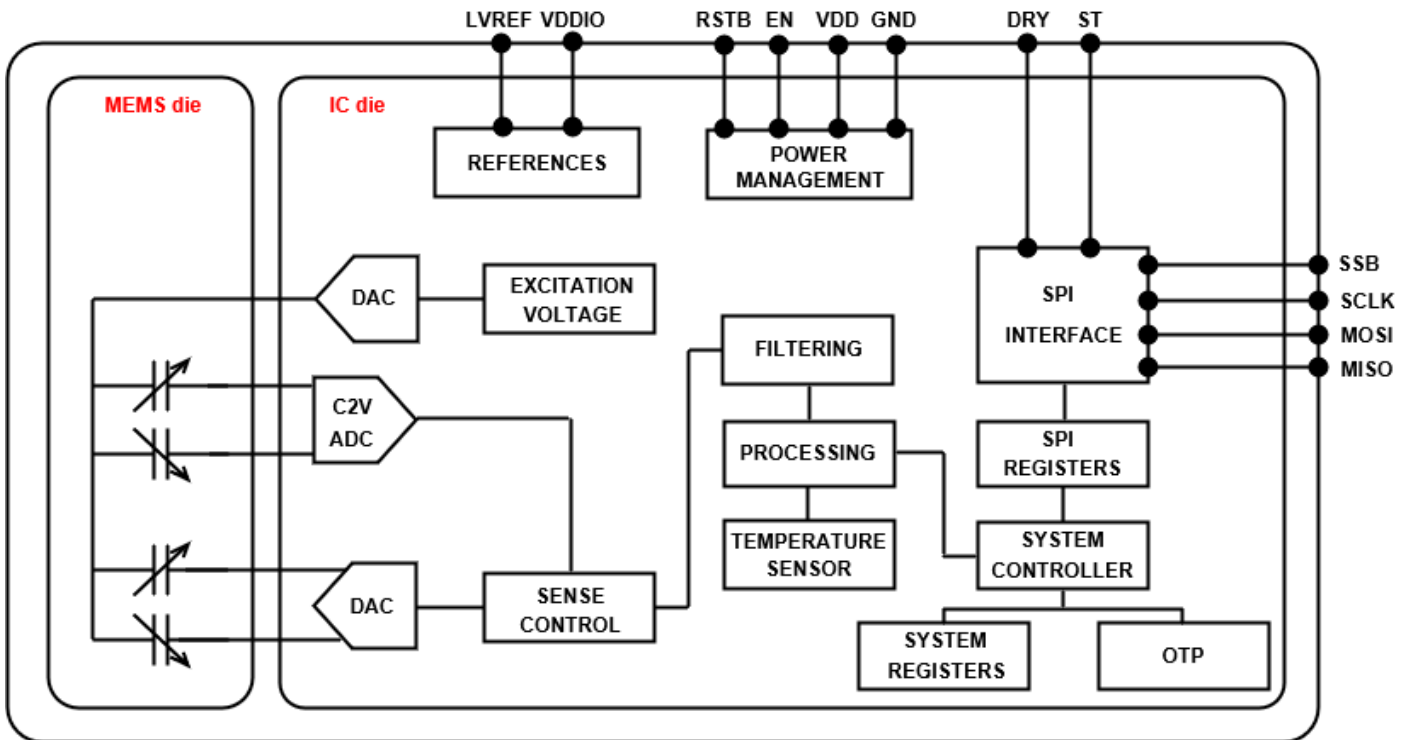 LVREF VDDIO RSTB EN VDD GND DRY ST
MEMS die
IC die
REFERENCES
POWER
MANAGEMENT
DAC
EXCITATION
VOLTAGE
SPI
INTERFACE
SSB
SCLK
MOSI
MISO
C2V
ADC
FILTERING
PROCESSING
TEMPERATURE
SENSOR
SPI
REGISTERS
SYSTEM
CONTROLLER
DAC
SENSE
CONTROL
SYSTEM
REGISTERS
OTP